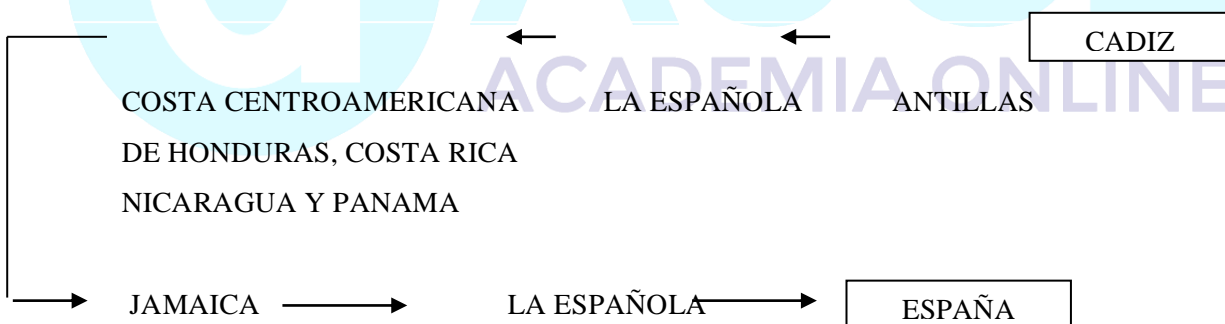 CADIZ
ACADEMIA ONLINE
COSTA CENTROAMERICANA LA ESPAÑOLA ANTILLAS
DE HONDURAS, COSTA RICA
NICARAGUA Y PANAMA
JAMAICA LA ESPAÑOLA ESPAÑA